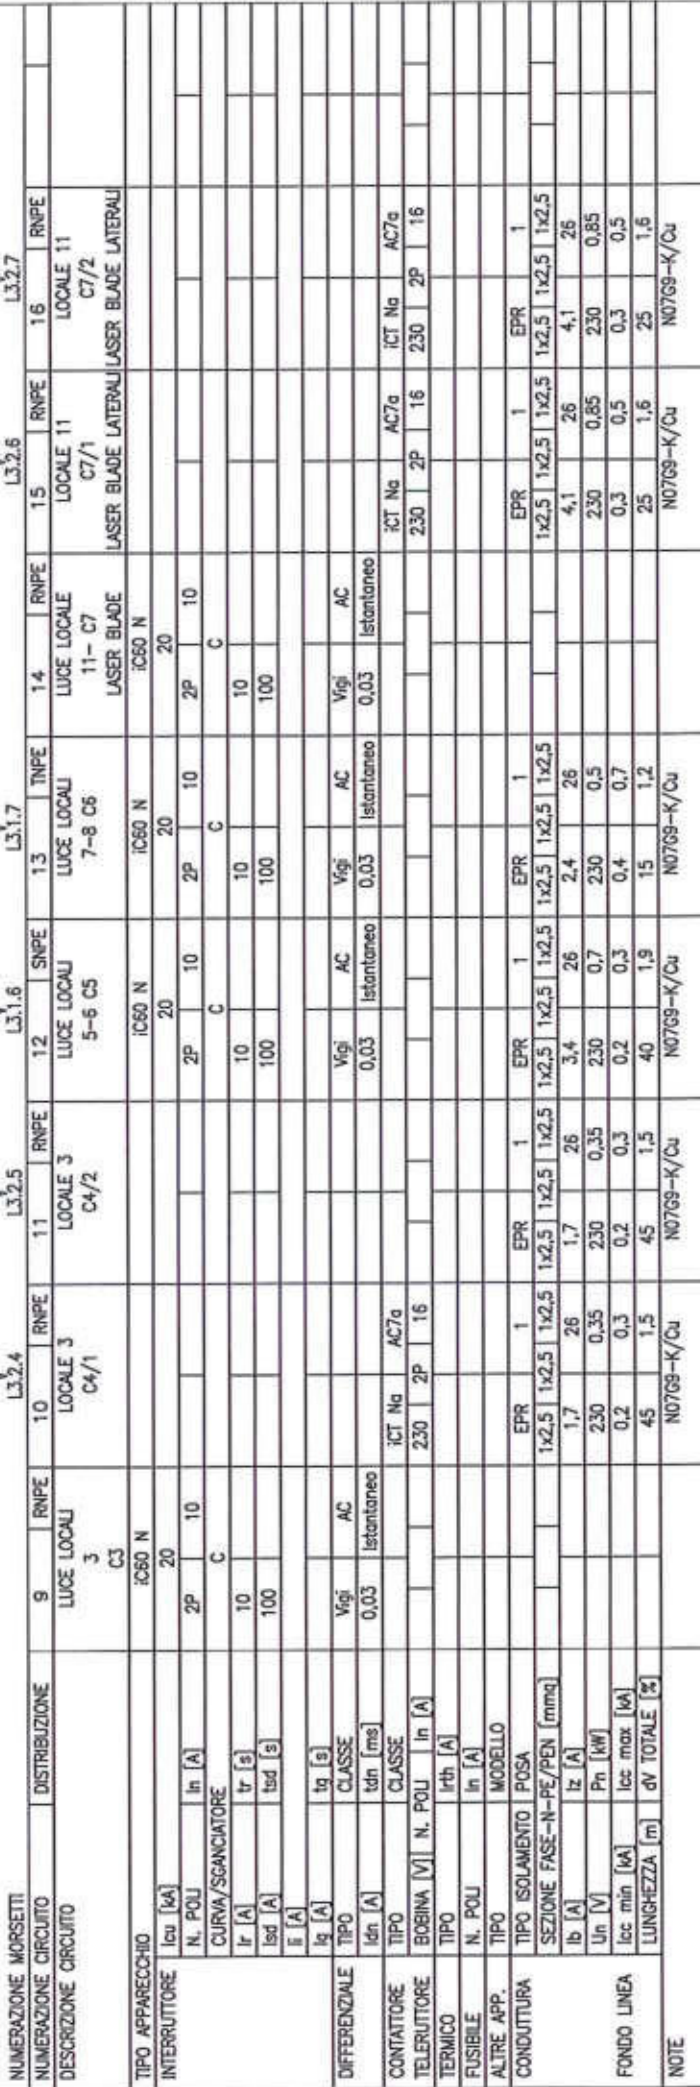 NUMERAZIONE MORSETTI L3.2.4 L3.2.5 L3.1.6 L3.1.7 L3.2.6 L3.2.7
NUMERAZIONE CIRCUITO DISTRIBUZIONE 9 RNPE 10 RNPE 11 RNPE 12 SNPE 13 TNPE 14 RNPE 15 RNPE 16 RNPE
DESCRIZIONE CIRCUITO LUCE LOCALI LOCALE 3 LOCALE 3 LUCE LOCALI LUCE LOCALI LUCE LOCALE LOCALE 11 LOCALE 11
3 C4/1 C4/2 5-6 C5 7-8 C6 11- C7 C7/1 C7/2
C3 LASER BLADE LASER BLADE LATERALI LASER BLADE LATERALI
TIPO APPARECCHIO iC60 N iC60 N iC60 N iC60 N
INTERRUTTORE Icu [kA] 20 20 20 20
N. POLI In [A] 2P 10 2P 10 2P 10 2P 10
CURVA/SGANCIATORE C C C C
Ir [A] tr [s] 10 10 10 10
Isd [A] tsd [s] 100 100 100 100
Ii [A]
Ig [A] tg [s]
DIFFERENZIALE TIPO CLASSE Vigi AC Vigi AC Vigi AC Vigi AC
Idn [A] tdn [ms] 0,03 Istantaneo 0,03 Istantaneo 0,03 Istantaneo 0,03 Istantaneo
CONTATTORE TIPO CLASSE iCT Na AC7a iCT Na AC7a iCT Na AC7a
TELERUTTORE BOBINA [V] N. POLI In [A] 230 2P 16 230 2P 16 230 2P 16
TERMICO TIPO Irth [A]
FUSIBILE N. POLI In [A]
ALTRE APP. TIPO MODELLO
CONDUTTURA TIPO ISOLAMENTO POSA EPR 1 EPR 1 EPR 1 EPR 1 EPR 1 EPR 1
SEZIONE FASE-N-PE/PEN [mmq] 1x2,5 1x2,5 1x2,5 1x2,5 1x2,5 1x2,5 1x2,5 1x2,5 1x2,5 1x2,5 1x2,5 1x2,5 1x2,5 1x2,5 1x2,5 1x2,5 1x2,5 1x2,5
Ib [A] Iz [A] 1,7 26 1,7 26 3,4 26 2,4 26 4,1 26 4,1 26
Un [V] Pn [kW] 230 0,35 230 0,35 230 0,7 230 0,5 230 0,85 230 0,85
FONDO LINEA Icc min [kA] Icc max [kA] 0,2 0,3 0,2 0,3 0,2 0,3 0,4 0,7 0,3 0,5 0,3 0,5
LUNGHEZZA [m] dV TOTALE [%] 45 1,5 45 1,5 40 1,9 15 1,2 25 1,6 25 1,6
NOTE N07G9-K/Cu N07G9-K/Cu N07G9-K/Cu N07G9-K/Cu N07G9-K/Cu N07G9-K/Cu